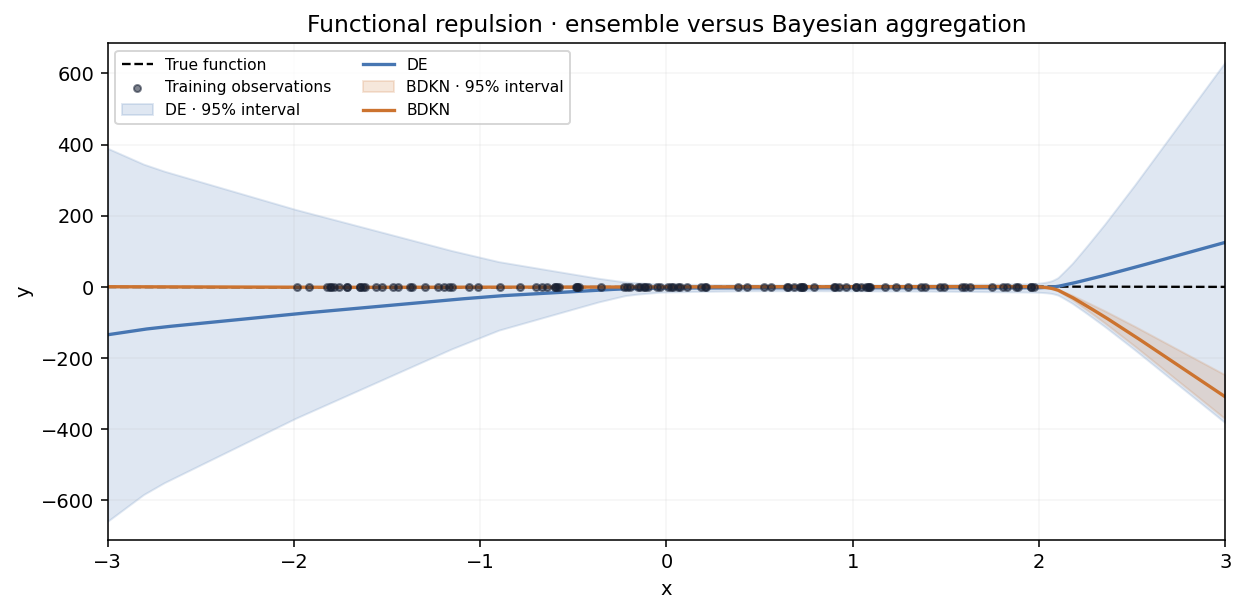 Functional repulsion · ensemble versus Bayesian aggregation
True function
Training observations
DE · 95% interval
DE
BDKN · 95% interval
BDKN
y
600
400
200
0
−200
−400
−600
−3
−2
−1
0
1
2
3
x